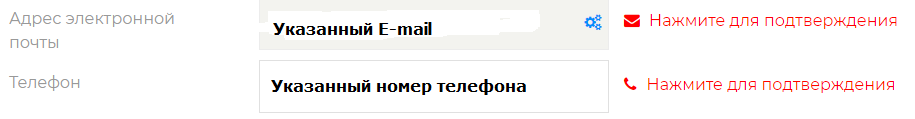 Адрес электронной
почты
Указанный E-mail
Нажмите для подтверждения
Телефон
Указанный номер телефона
Нажмите для подтверждения